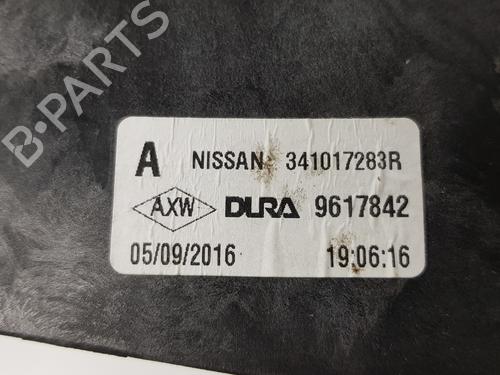 B-PARTS
A NISSAN 341017283R
AXW DURA 9617842
05/09/2016 19:06:16